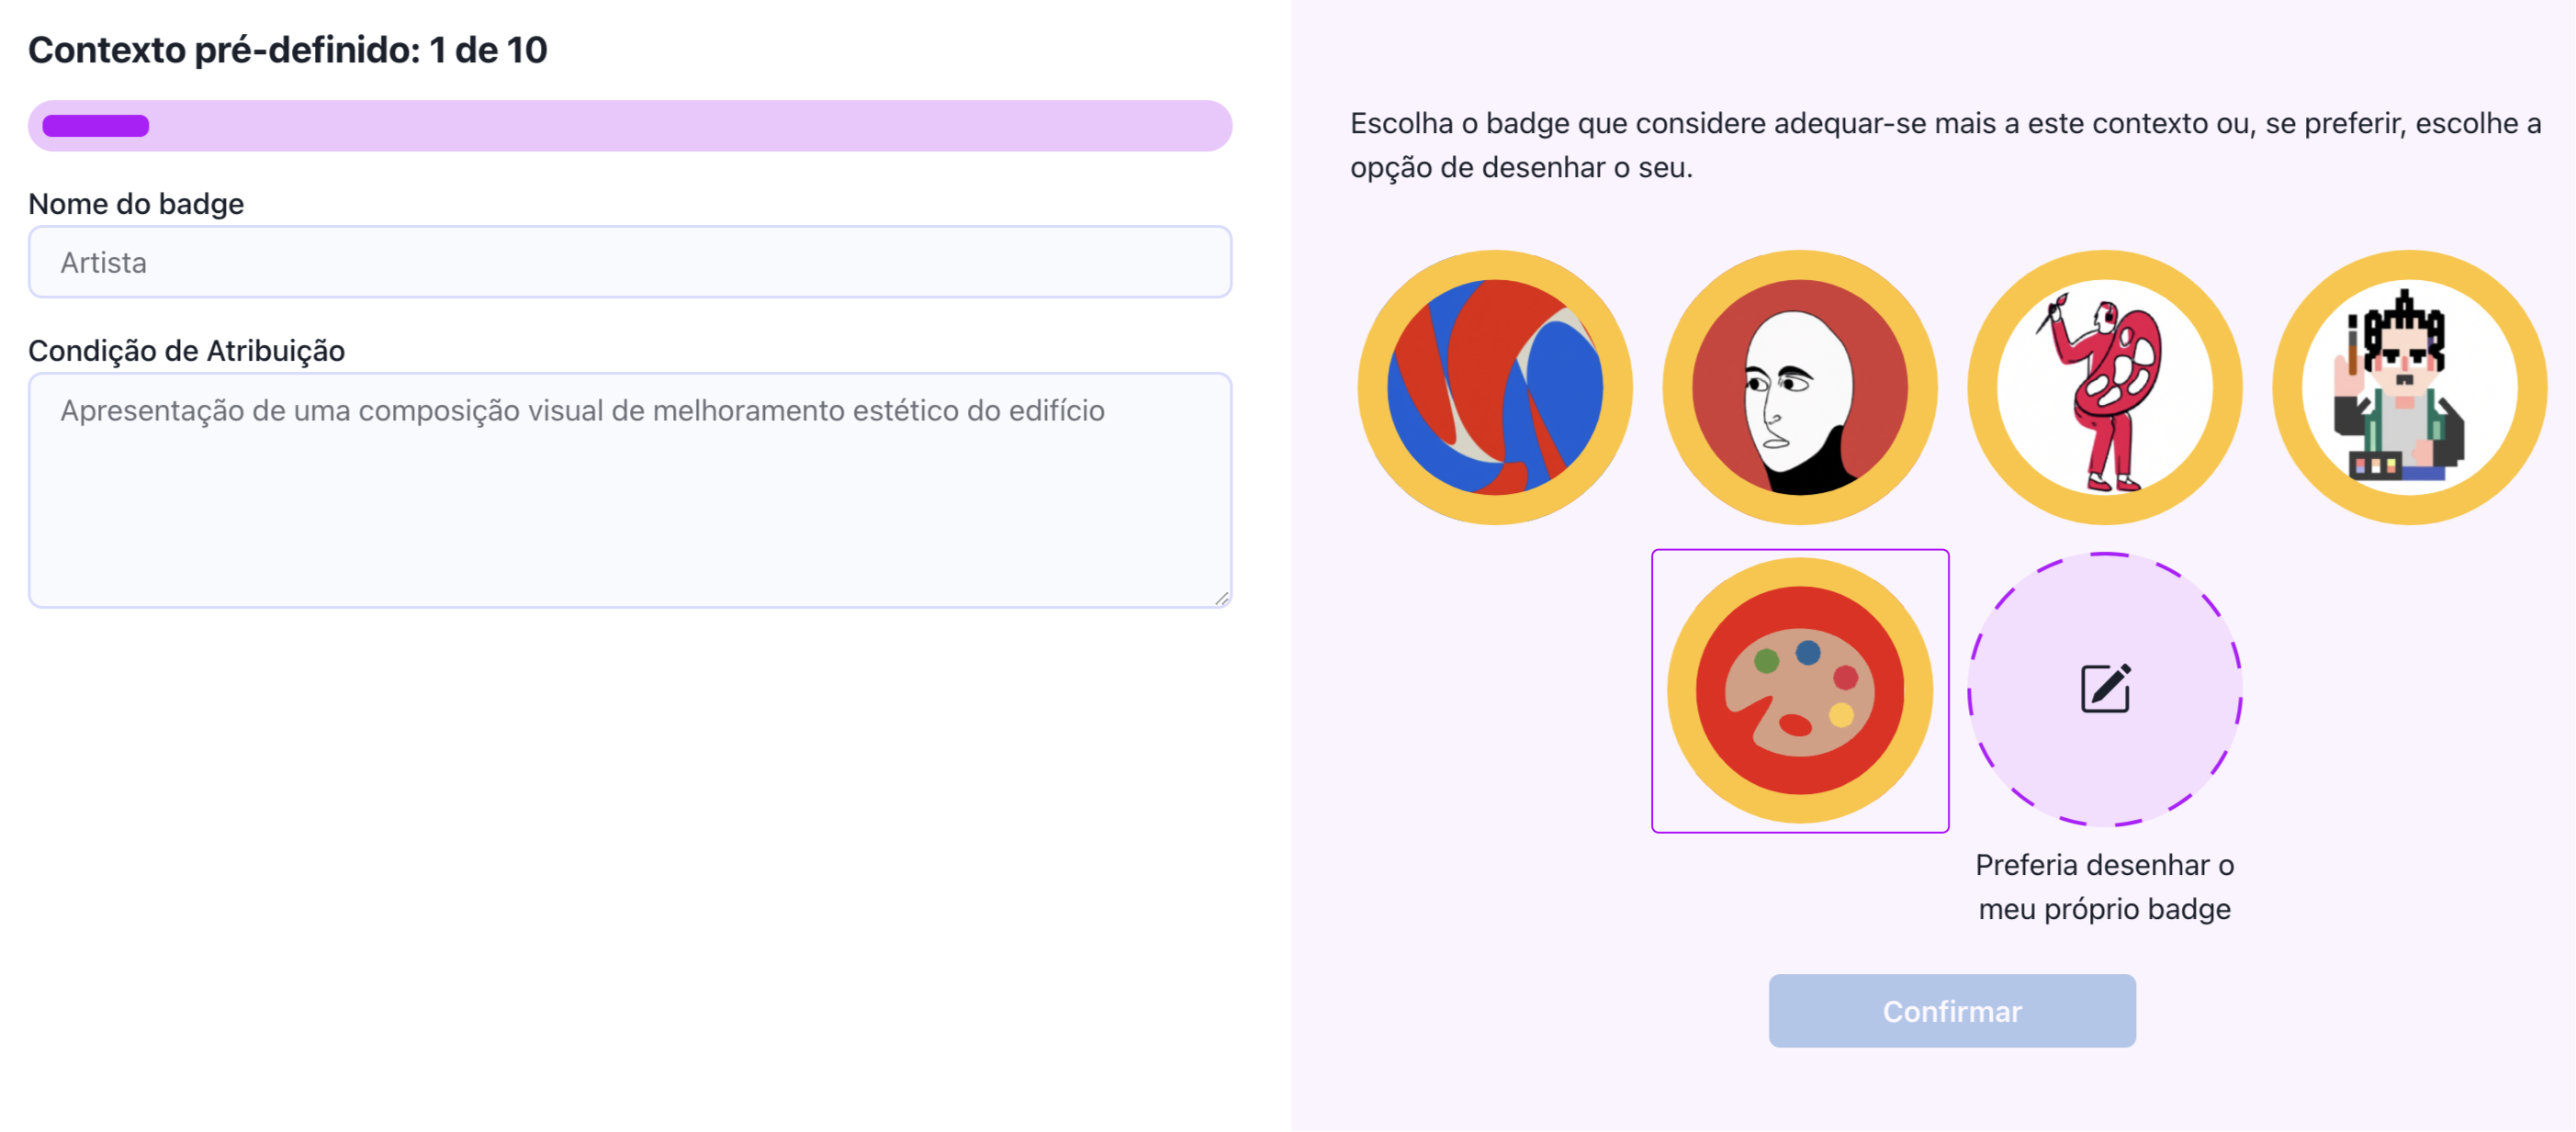 Contexto pré-definido: 1 de 10
Nome do badge
Artista
Condição de Atribuição
Apresentação de uma composição visual de melhoramento estético do edifício
Escolha o badge que considere adequar-se mais a este contexto ou, se preferir, escolhe a
opção de desenhar o seu.
Preferia desenhar o
meu próprio badge
Confirmar